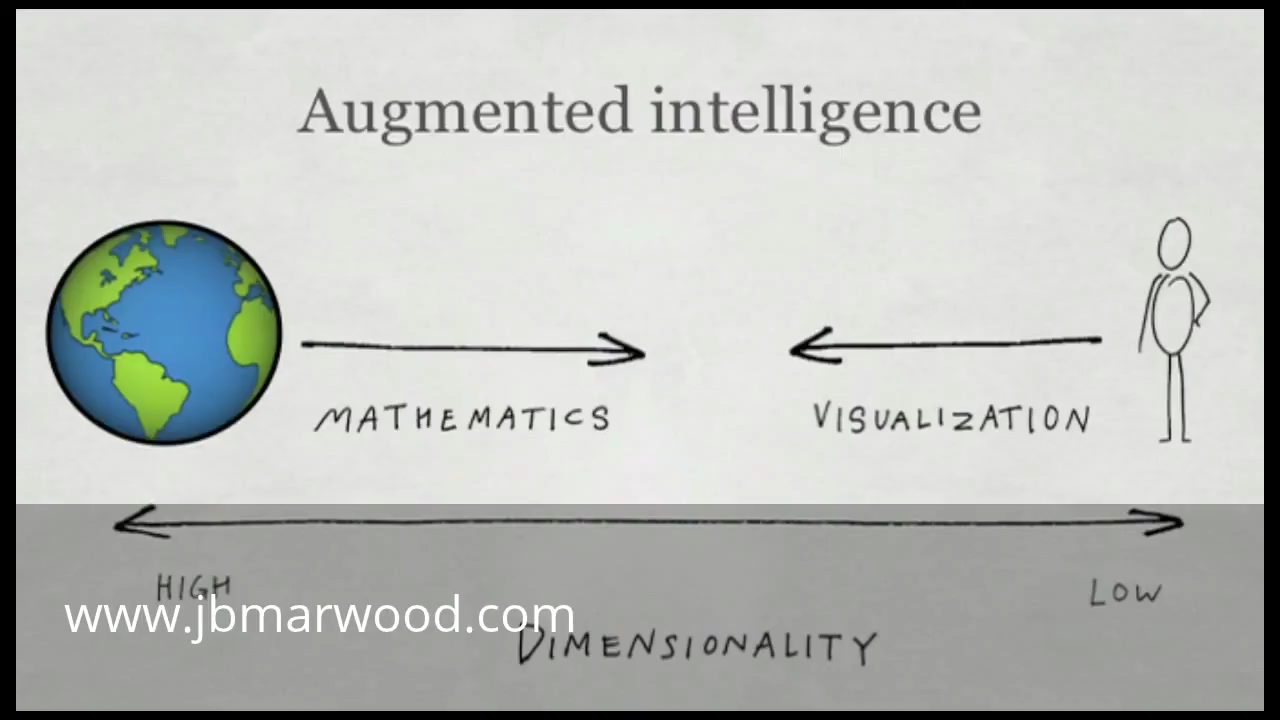 Augmented intelligence
MATHEMATICS
VISUALIZATION
HIGH
LOW
www.jbmarwood.com
DIMENSIONALITY